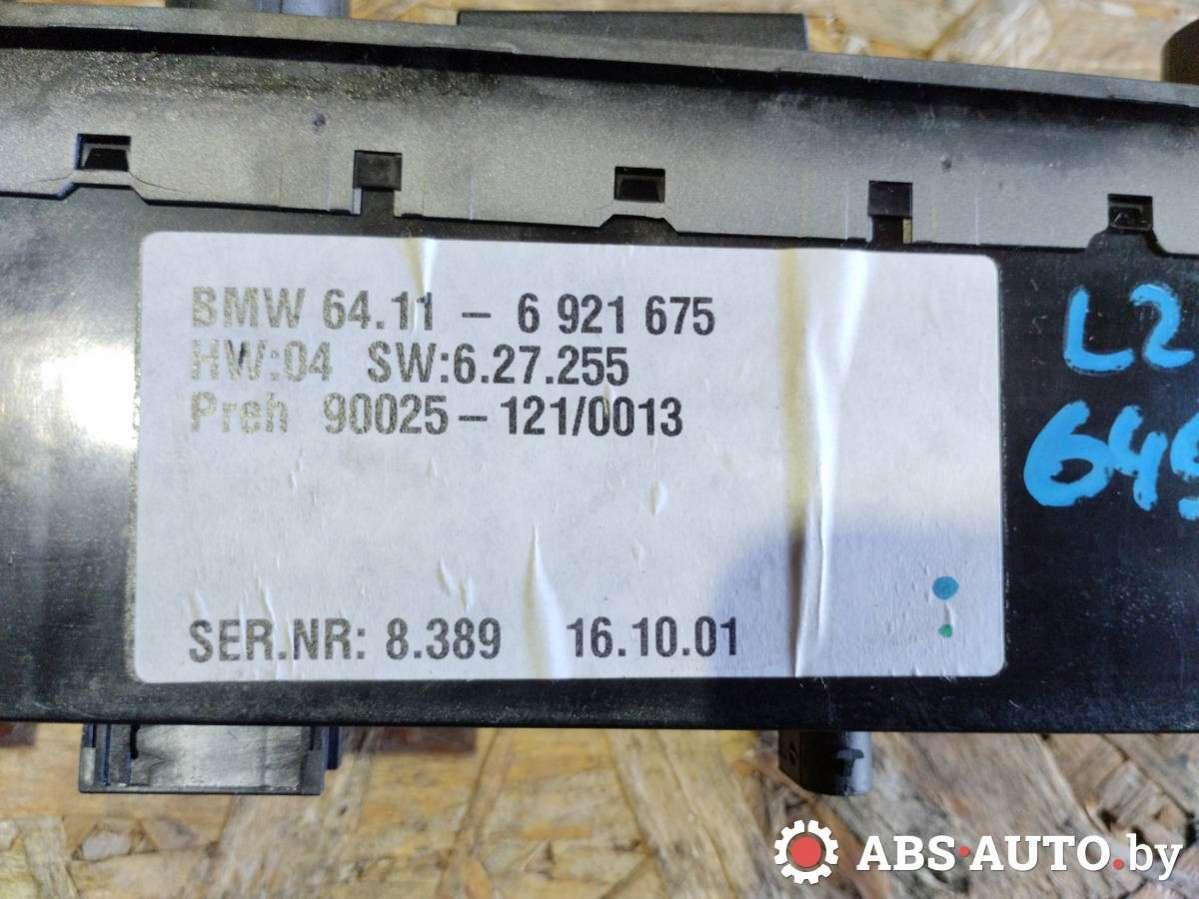 BMW 64.11 - 6 921 675
HW:04 SW:6.27.255
Preh 90025-121/0013
SER.NR: 8.389 16.10.01
L2
ABS-AUTO.by